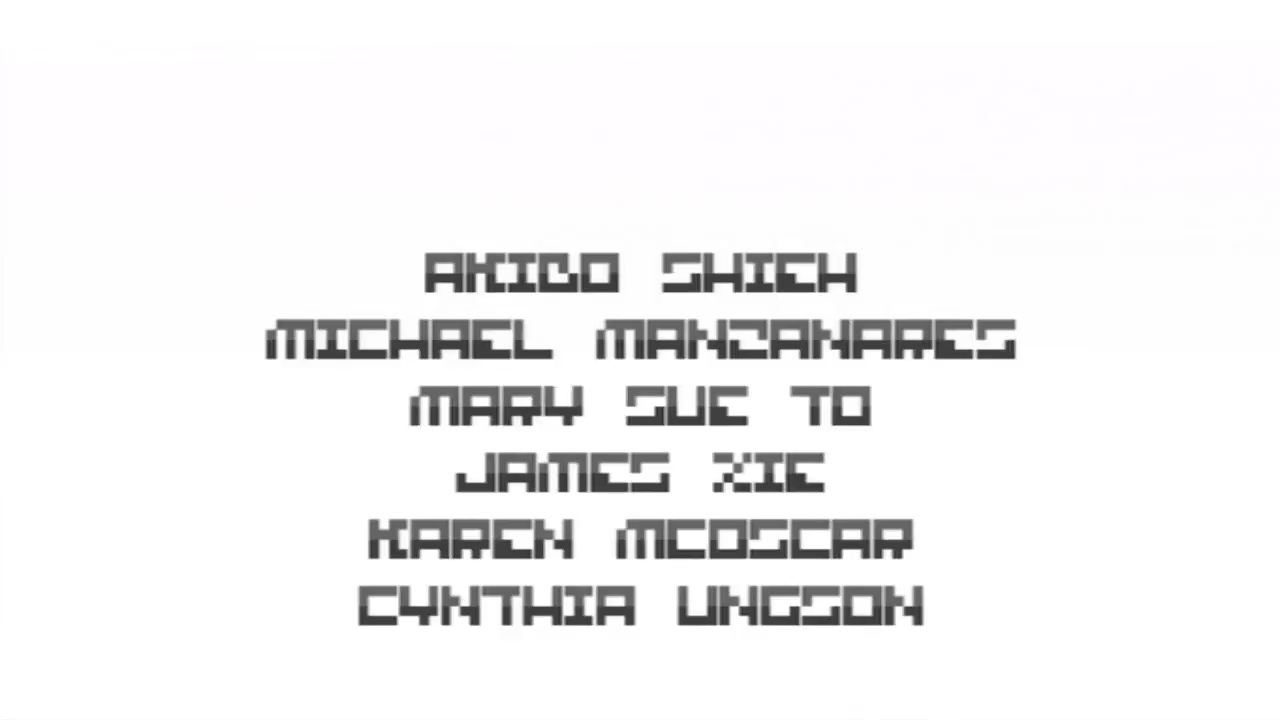 AKIBO SHIEH
MICHAEL MANZANARES
MARY SUE TO
JAMES XIE
KAREN MCOSCAR
CYNTHIA UNGSON